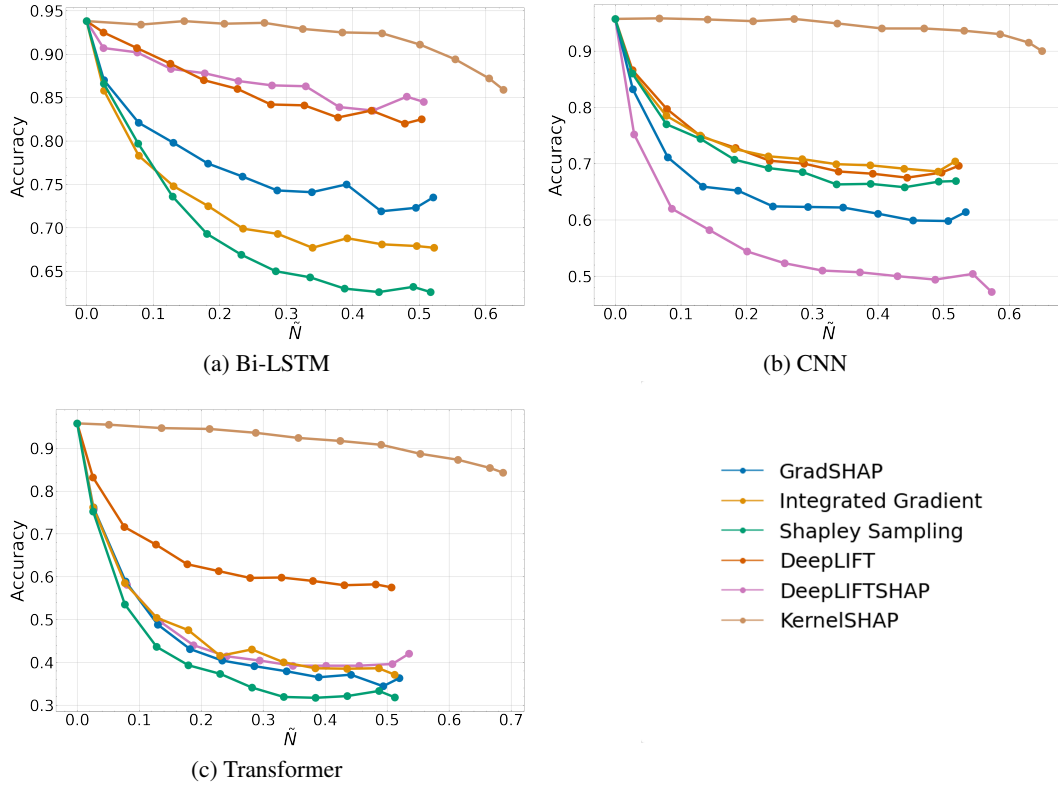 0.95
0.90
0.85
0.80
0.75
0.70
0.65
Accuracy
0.0 0.1 0.2 0.3 0.4 0.5 0.6
Ñ
(a) Bi-LSTM
0.9
0.8
0.7
0.6
0.5
Accuracy
0.0 0.1 0.2 0.3 0.4 0.5 0.6
Ñ
(b) CNN
0.9
0.8
0.7
0.6
0.5
0.4
0.3
Accuracy
0.0 0.1 0.2 0.3 0.4 0.5 0.6 0.7
Ñ
(c) Transformer
GradSHAP
Integrated Gradient
Shapley Sampling
DeepLIFT
DeepLIFTSHAP
KernelSHAP